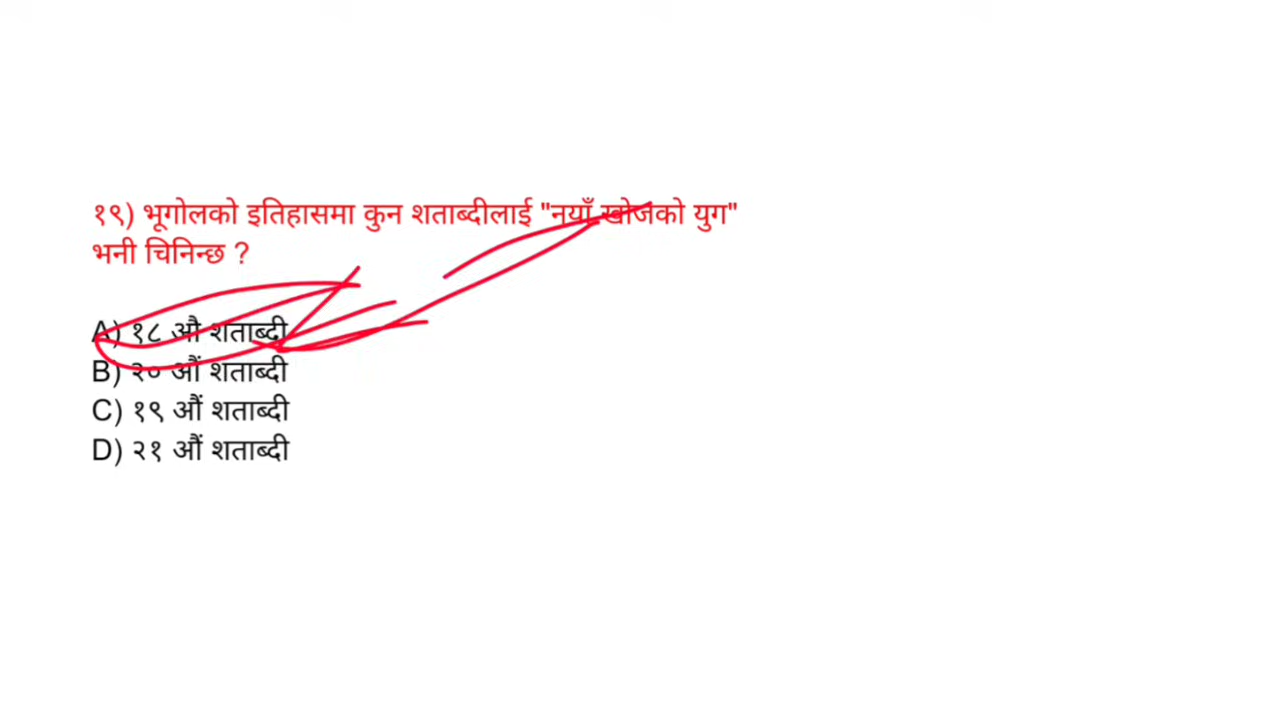 १९) भूगोलको इतिहासमा कुन शताब्दीलाई "नयाँ खोजको युग"
भनी चिनिन्छ ?
A) १८ औ शताब्दी
B) २० औं शताब्दी
C) १९ औं शताब्दी
D) २१ औं शताब्दी